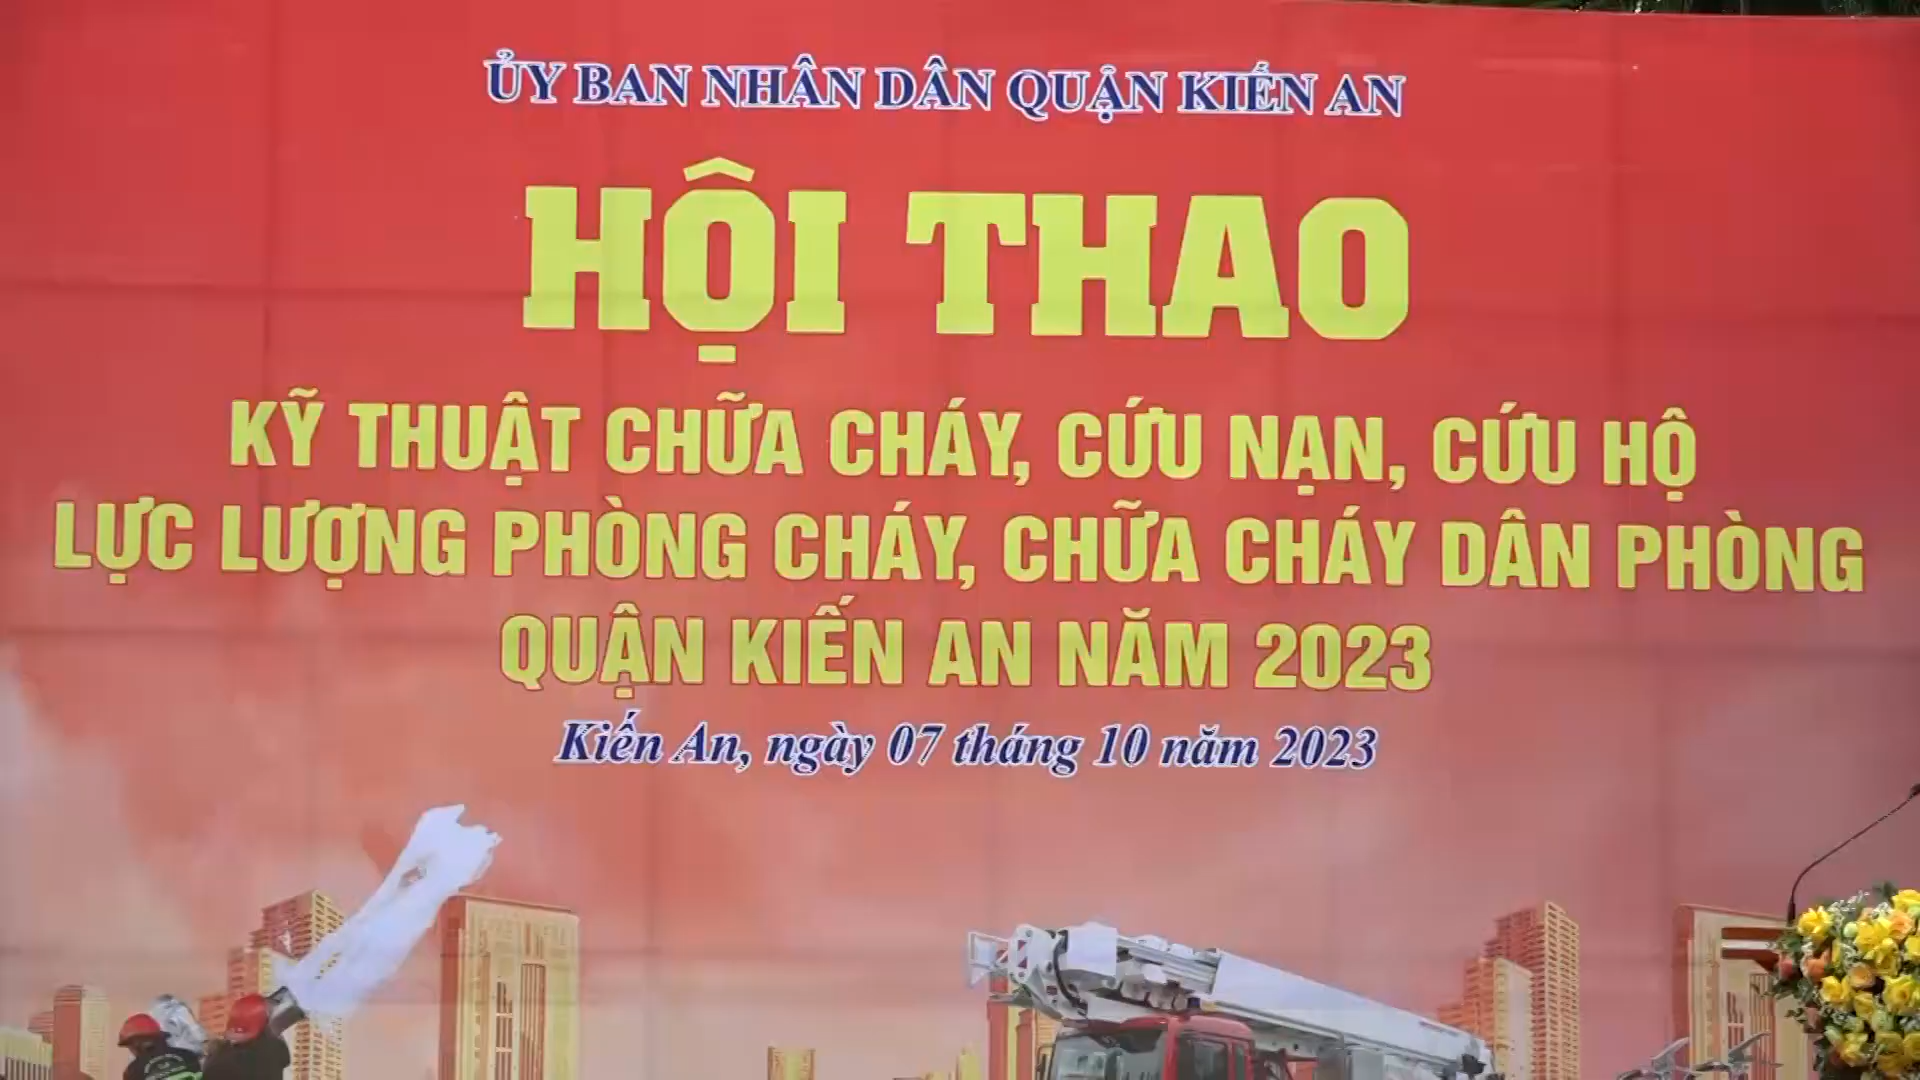 ỦY BAN NHÂN DÂN QUẬN KIẾN AN
HỘI THAO
KỸ THUẬT CHỮA CHÁY, CỨU NẠN, CỨU HỘ
LỰC LƯỢNG PHÒNG CHÁY, CHỮA CHÁY DÂN PHÒNG
QUẬN KIẾN AN NĂM 2023
Kiến An, ngày 07 tháng 10 năm 2023